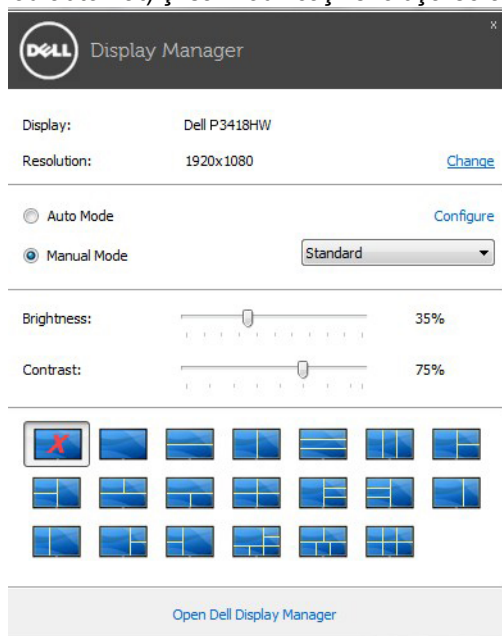 DELL Display Manager
x
Display: Dell P3418HW
Resolution: 1920x1080 Change
Auto Mode Configure
Manual Mode Standard
Brightness: 35%
Contrast: 75%
Open Dell Display Manager